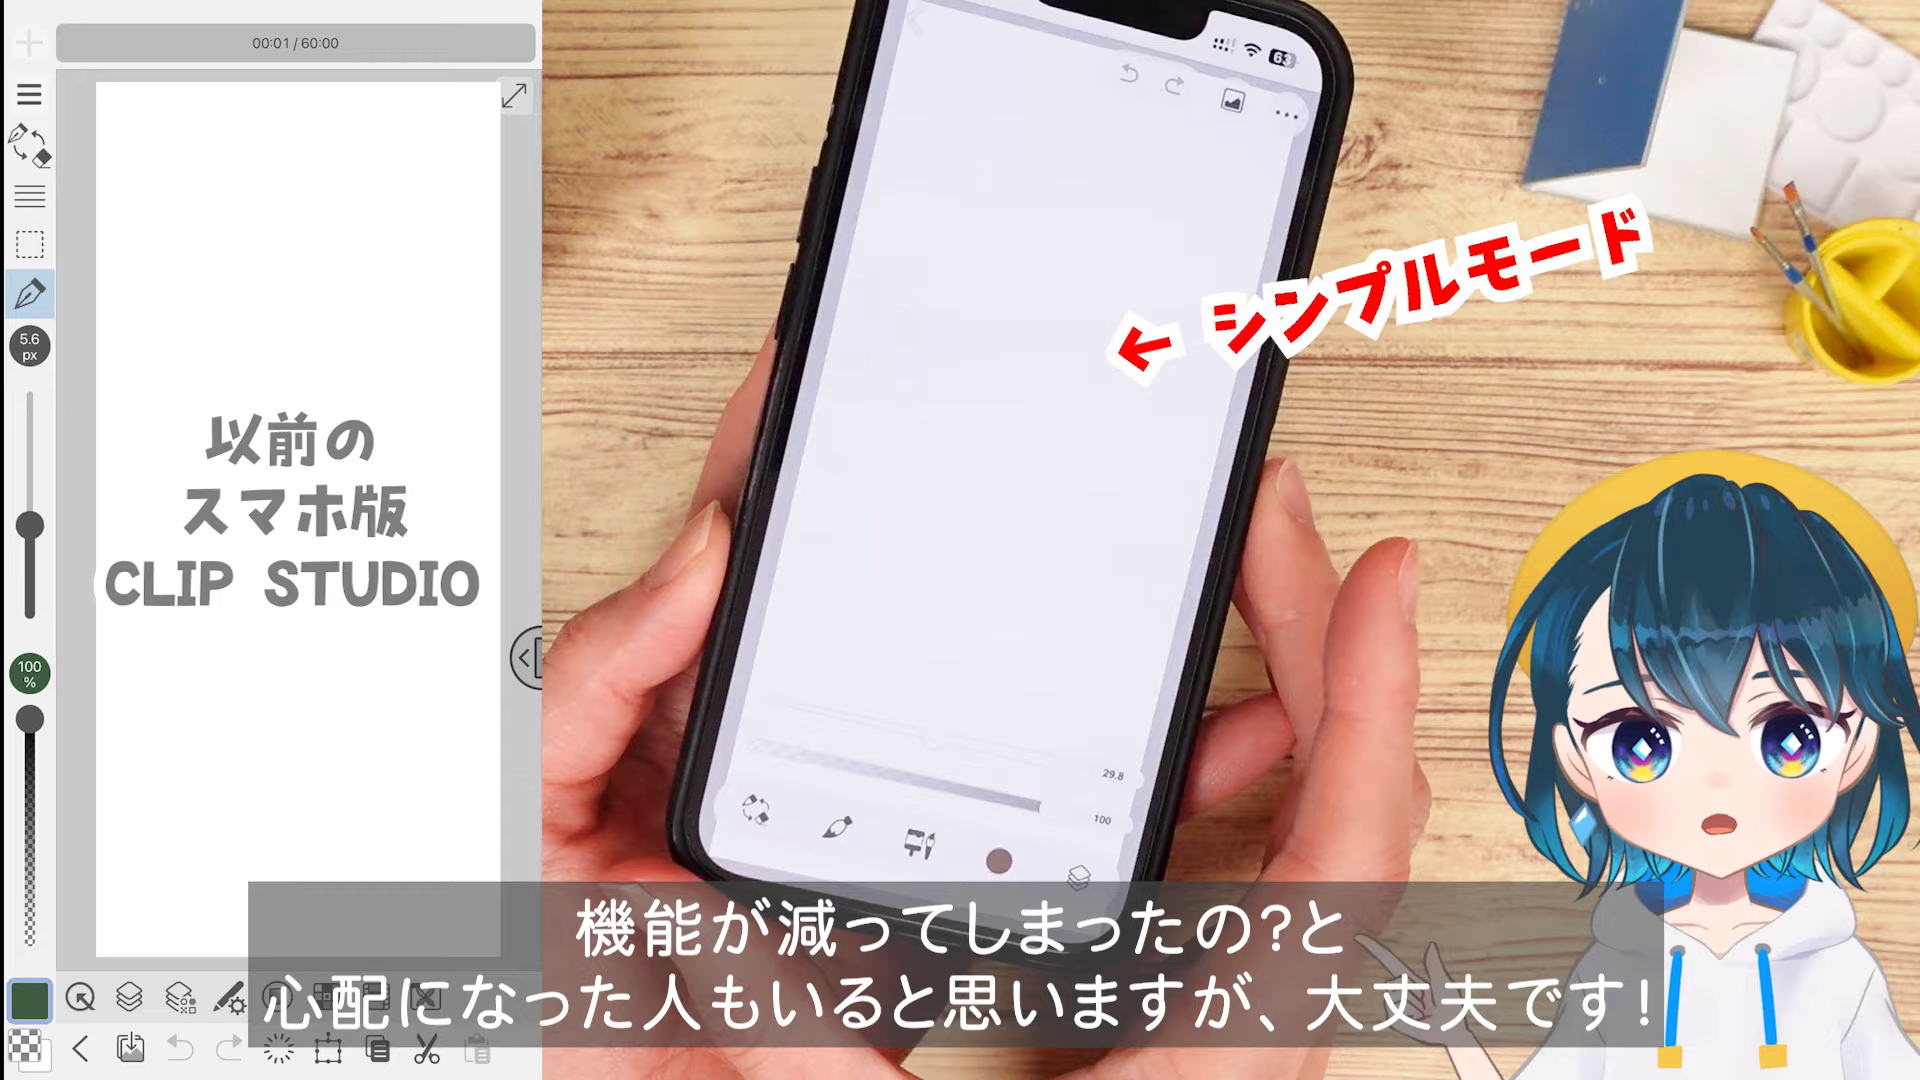 00:01 / 60:00
63
← シンプルモード
5.6
px
以前の
スマホ版
CLIP STUDIO
100
%
29.8
100
機能が減ってしまったの?と
心配になった人もいると思いますが、大丈夫です!